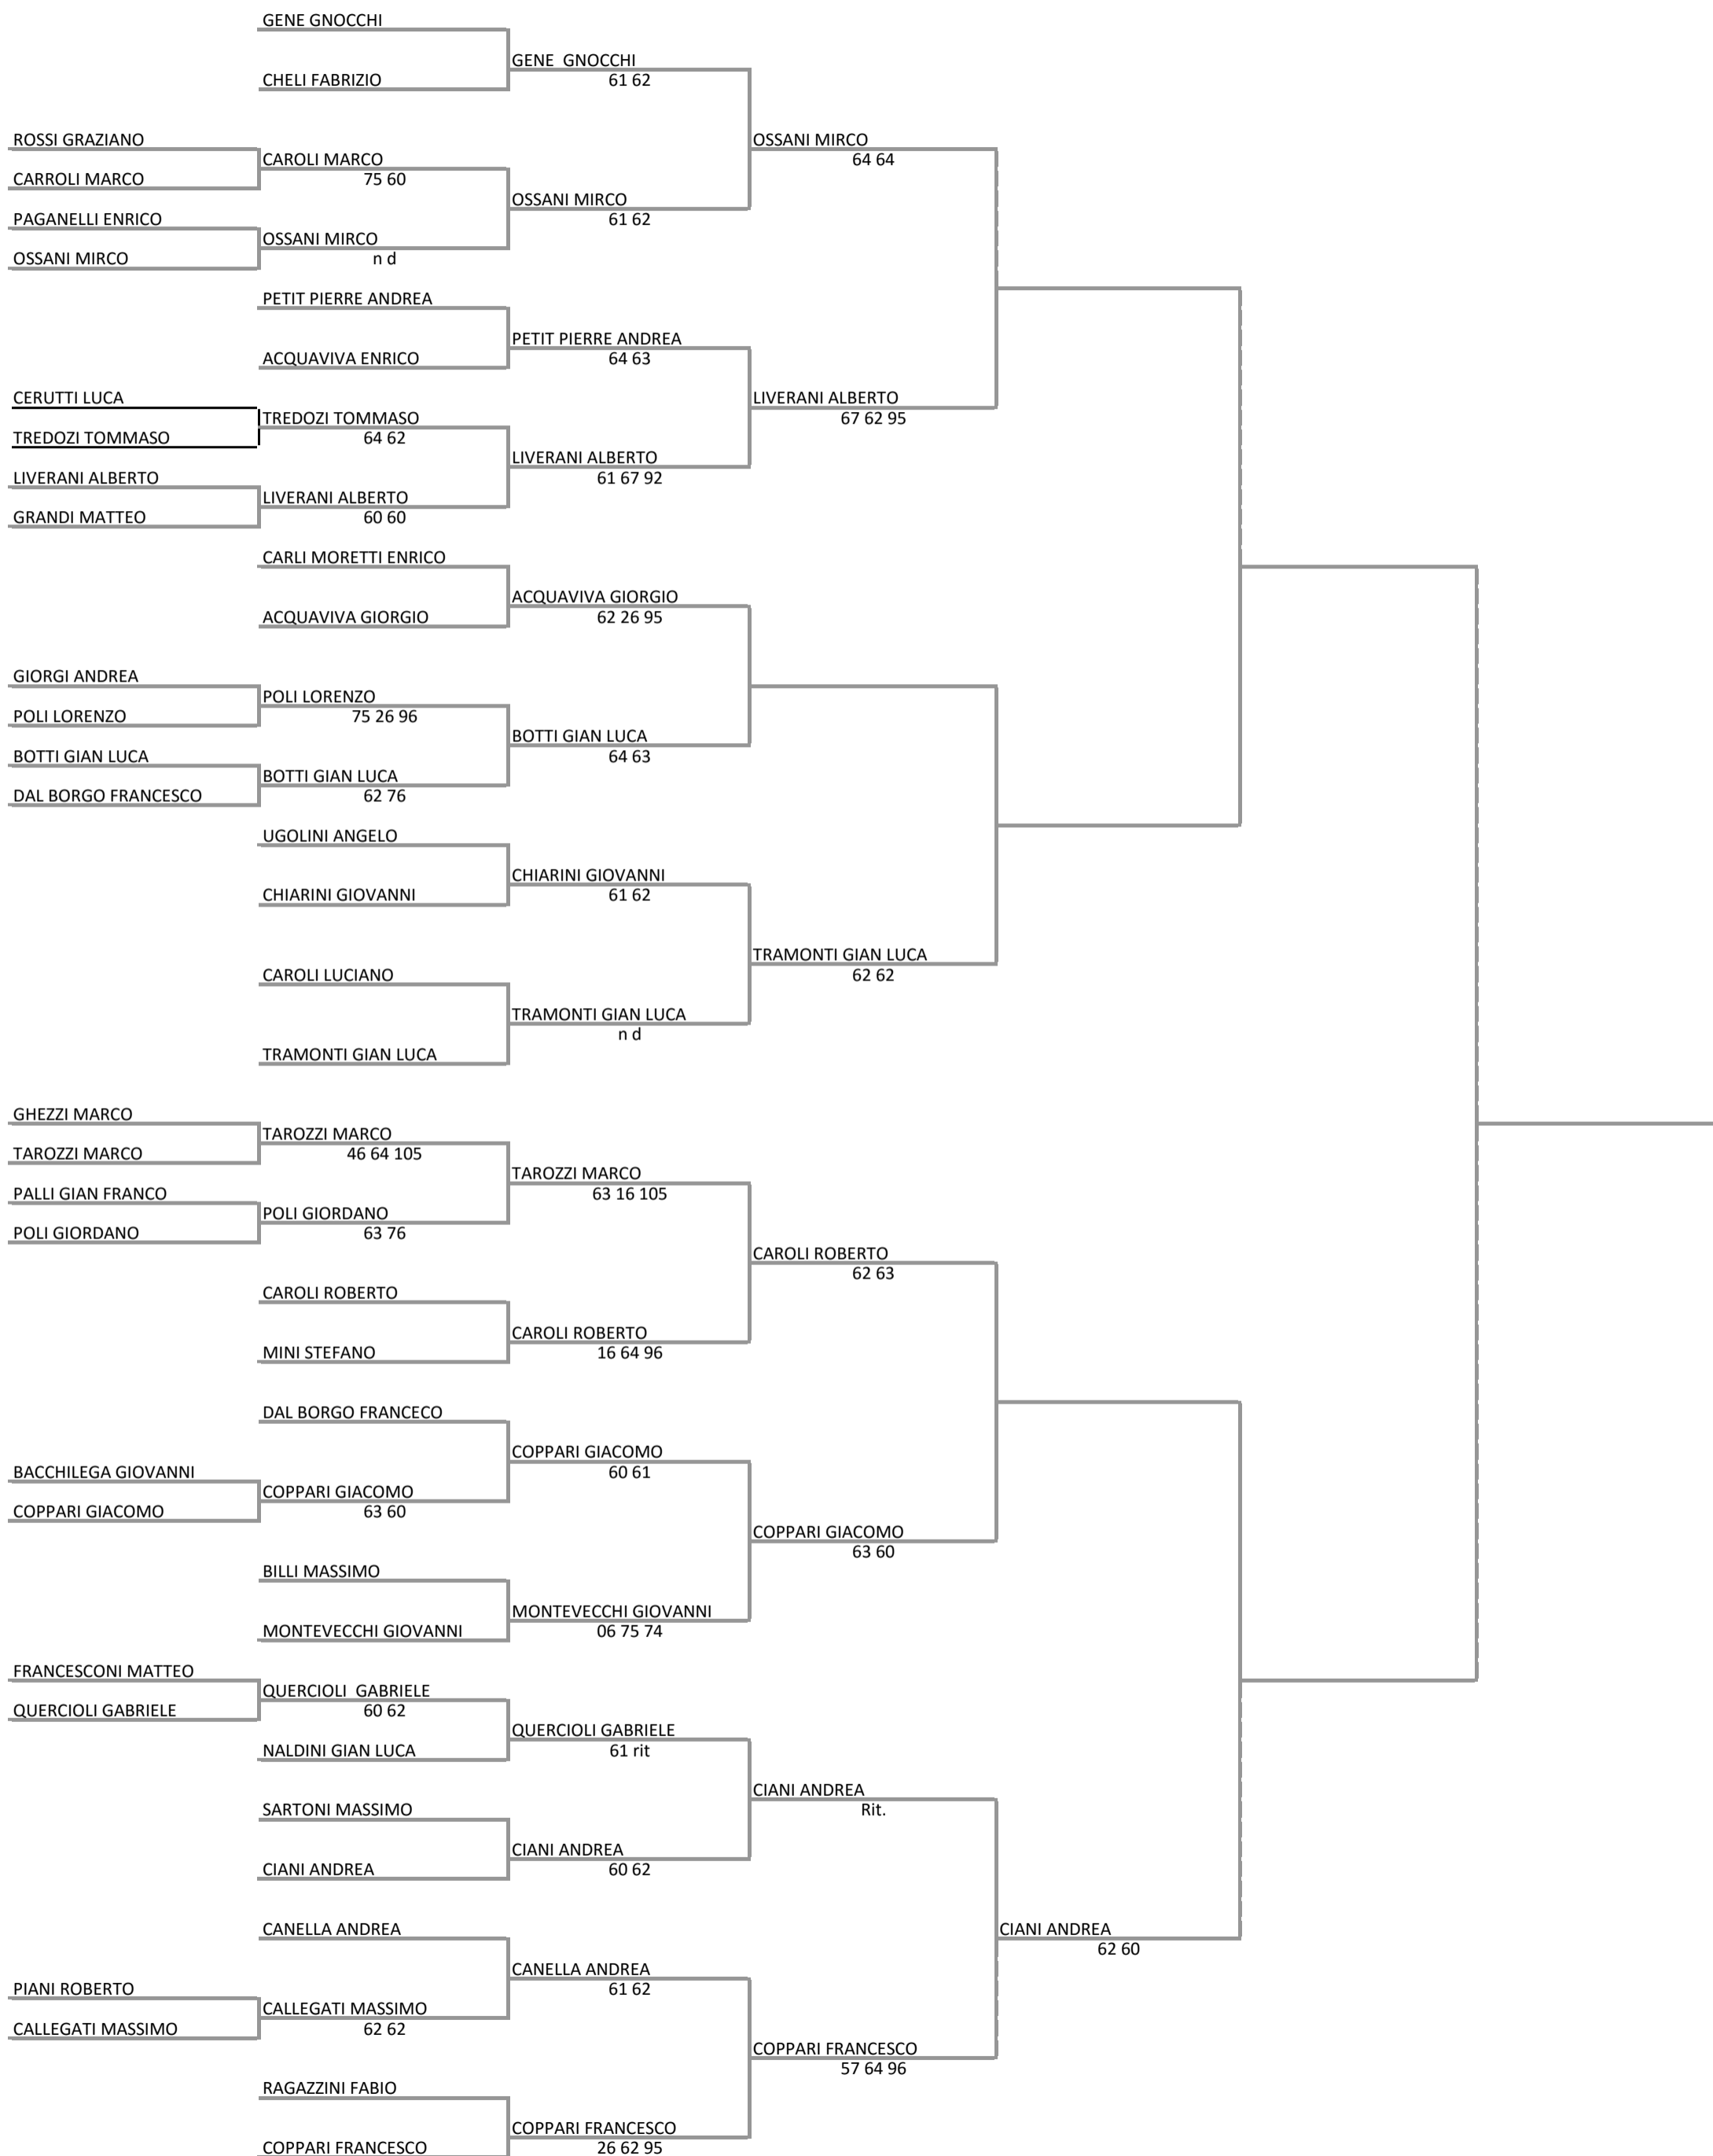 GENE GNOCCHI
GENE  GNOCCHI
CHELI FABRIZIO
61 62
ROSSI GRAZIANO
OSSANI MIRCO
CAROLI MARCO
64 64
CARROLI MARCO
75 60
OSSANI MIRCO
PAGANELLI ENRICO
61 62
OSSANI MIRCO
OSSANI MIRCO
n d
PETIT PIERRE ANDREA
PETIT PIERRE ANDREA
ACQUAVIVA ENRICO
64 63
CERUTTI LUCA
LIVERANI ALBERTO
TREDOZI TOMMASO
67 62 95
TREDOZI TOMMASO
64 62
LIVERANI ALBERTO
LIVERANI ALBERTO
61 67 92
LIVERANI ALBERTO
GRANDI MATTEO
60 60
CARLI MORETTI ENRICO
ACQUAVIVA GIORGIO
ACQUAVIVA GIORGIO
62 26 95
GIORGI ANDREA
POLI LORENZO
POLI LORENZO
75 26 96
BOTTI GIAN LUCA
BOTTI GIAN LUCA
64 63
BOTTI GIAN LUCA
DAL BORGO FRANCESCO
62 76
UGOLINI ANGELO
CHIARINI GIOVANNI
CHIARINI GIOVANNI
61 62
TRAMONTI GIAN LUCA
CAROLI LUCIANO
62 62
TRAMONTI GIAN LUCA
n d
TRAMONTI GIAN LUCA
GHEZZI MARCO
TAROZZI MARCO
TAROZZI MARCO
46 64 105
TAROZZI MARCO
PALLI GIAN FRANCO
63 16 105
POLI GIORDANO
POLI GIORDANO
63 76
CAROLI ROBERTO
62 63
CAROLI ROBERTO
CAROLI ROBERTO
MINI STEFANO
16 64 96
DAL BORGO FRANCECO
COPPARI GIACOMO
BACCHILEGA GIOVANNI
60 61
COPPARI GIACOMO
COPPARI GIACOMO
63 60
COPPARI GIACOMO
63 60
BILLI MASSIMO
MONTEVECCHI GIOVANNI
MONTEVECCHI GIOVANNI
06 75 74
FRANCESCONI MATTEO
QUERCIOLI  GABRIELE
QUERCIOLI GABRIELE
60 62
QUERCIOLI GABRIELE
NALDINI GIAN LUCA
61 rit
CIANI ANDREA
SARTONI MASSIMO
Rit.
CIANI ANDREA
CIANI ANDREA
60 62
CANELLA ANDREA
CIANI ANDREA
62 60
CANELLA ANDREA
PIANI ROBERTO
61 62
CALLEGATI MASSIMO
CALLEGATI MASSIMO
62 62
COPPARI FRANCESCO
57 64 96
RAGAZZINI FABIO
COPPARI FRANCESCO
COPPARI FRANCESCO
26 62 95